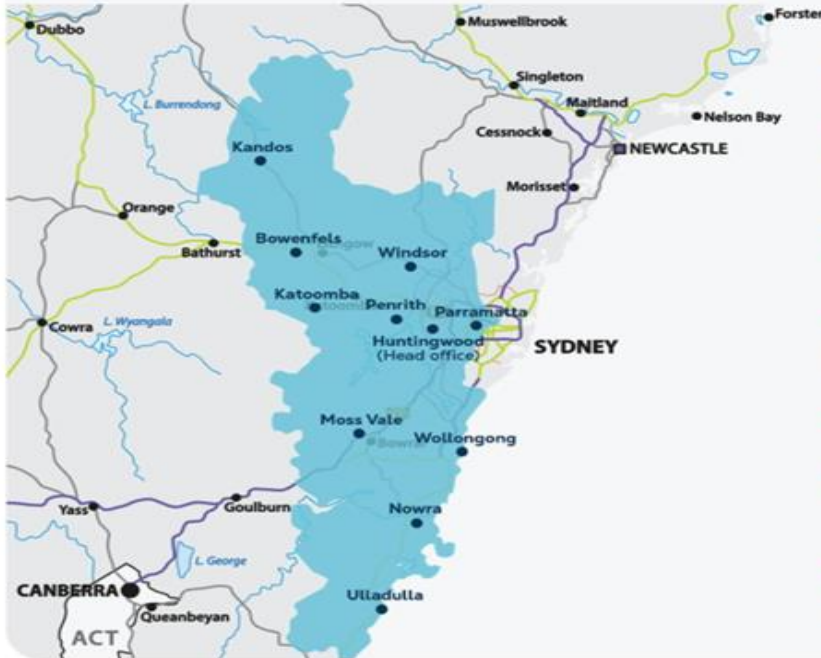 Muswellbrook
Forster
Dubbo
Singleton
L. Burrendong
Maitland
Nelson Bay
Cessnock
Kandos
NEWCASTLE
Morisset
Orange
Bowenfels
Bathurst
Windsor
Katoomba
Penrith
Parramatta
Cowra
L. Wyangala
Huntingwood
(Head office)
SYDNEY
Moss Vale
Wollongong
Bowral
Yass
Goulburn
Nowra
L. George
CANBERRA
Ulladulla
Queanbeyan
ACT